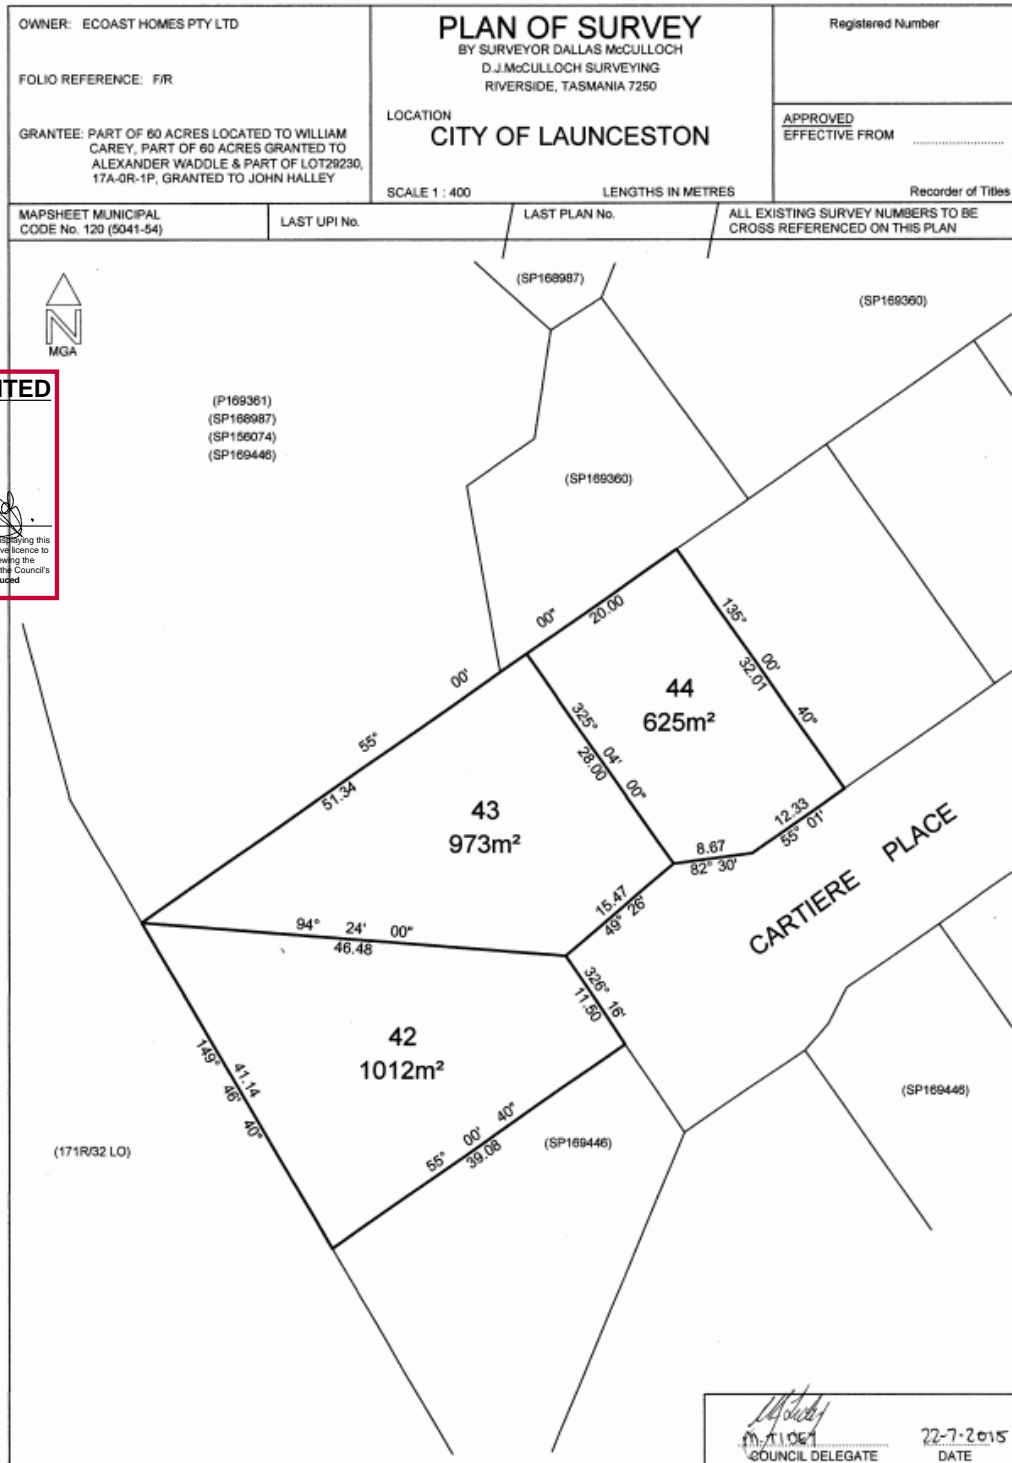 OWNER: ECOAST HOMES PTY LTD
FOLIO REFERENCE: F/R
GRANTEE: PART OF 60 ACRES LOCATED TO WILLIAM
CAREY, PART OF 60 ACRES GRANTED TO
ALEXANDER WADDLE & PART OF LOT29230,
17A-0R-1P, GRANTED TO JOHN HALLEY
PLAN OF SURVEY
BY SURVEYOR DALLAS McCULLOCH
D.J.McCULLOCH SURVEYING
RIVERSIDE, TASMANIA 7250
LOCATION
CITY OF LAUNCESTON
SCALE 1 : 400 LENGTHS IN METRES
Registered Number
APPROVED
EFFECTIVE FROM
Recorder of Titles
MAPSHEET MUNICIPAL
CODE No. 120 (5041-54)
LAST UPI No.
LAST PLAN No.
ALL EXISTING SURVEY NUMBERS TO BE
CROSS REFERENCED ON THIS PLAN
(SP168987)
(SP169360)
N
MGA
(P169361)
(SP168987)
(SP156074)
(SP169446)
(SP169360)
55° 00' 00"
51.34
20.00
135° 00' 40"
32.01
44
625m²
325° 04' 00"
28.00
43
973m²
12.33
55° 01'
8.67
82° 30'
15.47
49° 26'
CARTIERE PLACE
94° 24' 00"
46.48
326° 16'
11.50
42
1012m²
149° 46' 40"
41.14
55° 00' 40"
39.08
(SP169446)
(SP169446)
(171R/32 LO)
the Council's
M. TIDEY
COUNCIL DELEGATE
22-7-2015
DATE